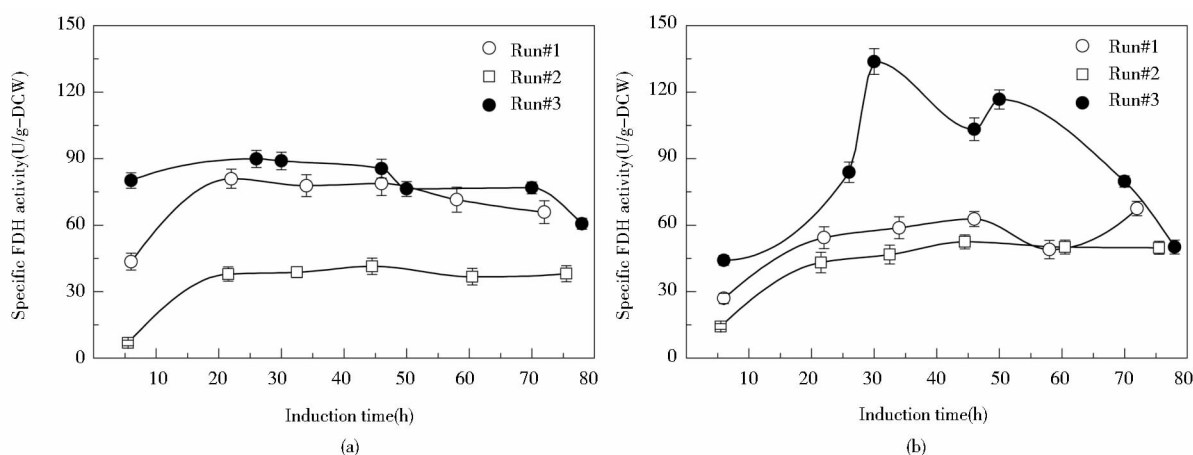 Specific FDH activity(U/g-DCW)
150
120
90
60
30
0
Run#1
Run#2
Run#3
10 20 30 40 50 60 70 80
Induction time(h)
(a)
Specific FDH activity(U/g-DCW)
150
120
90
60
30
0
Run#1
Run#2
Run#3
10 20 30 40 50 60 70 80
Induction time(h)
(b)